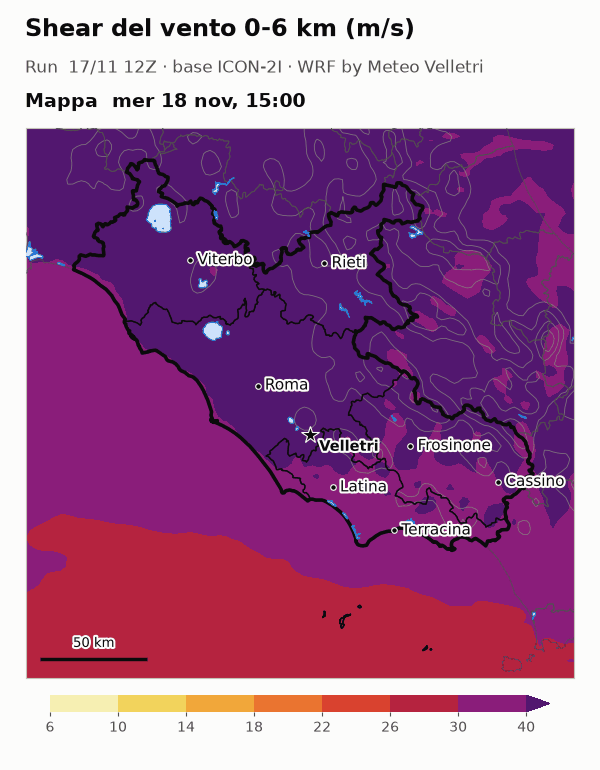 Shear del vento 0-6 km (m/s)
Run  17/11 12Z · base ICON-2I · WRF by Meteo Velletri
Mappa  mer 18 nov, 15:00
Viterbo
Rieti
Roma
Velletri
Frosinone
Cassino
Latina
Terracina
50 km
6 10 14 18 22 26 30 40